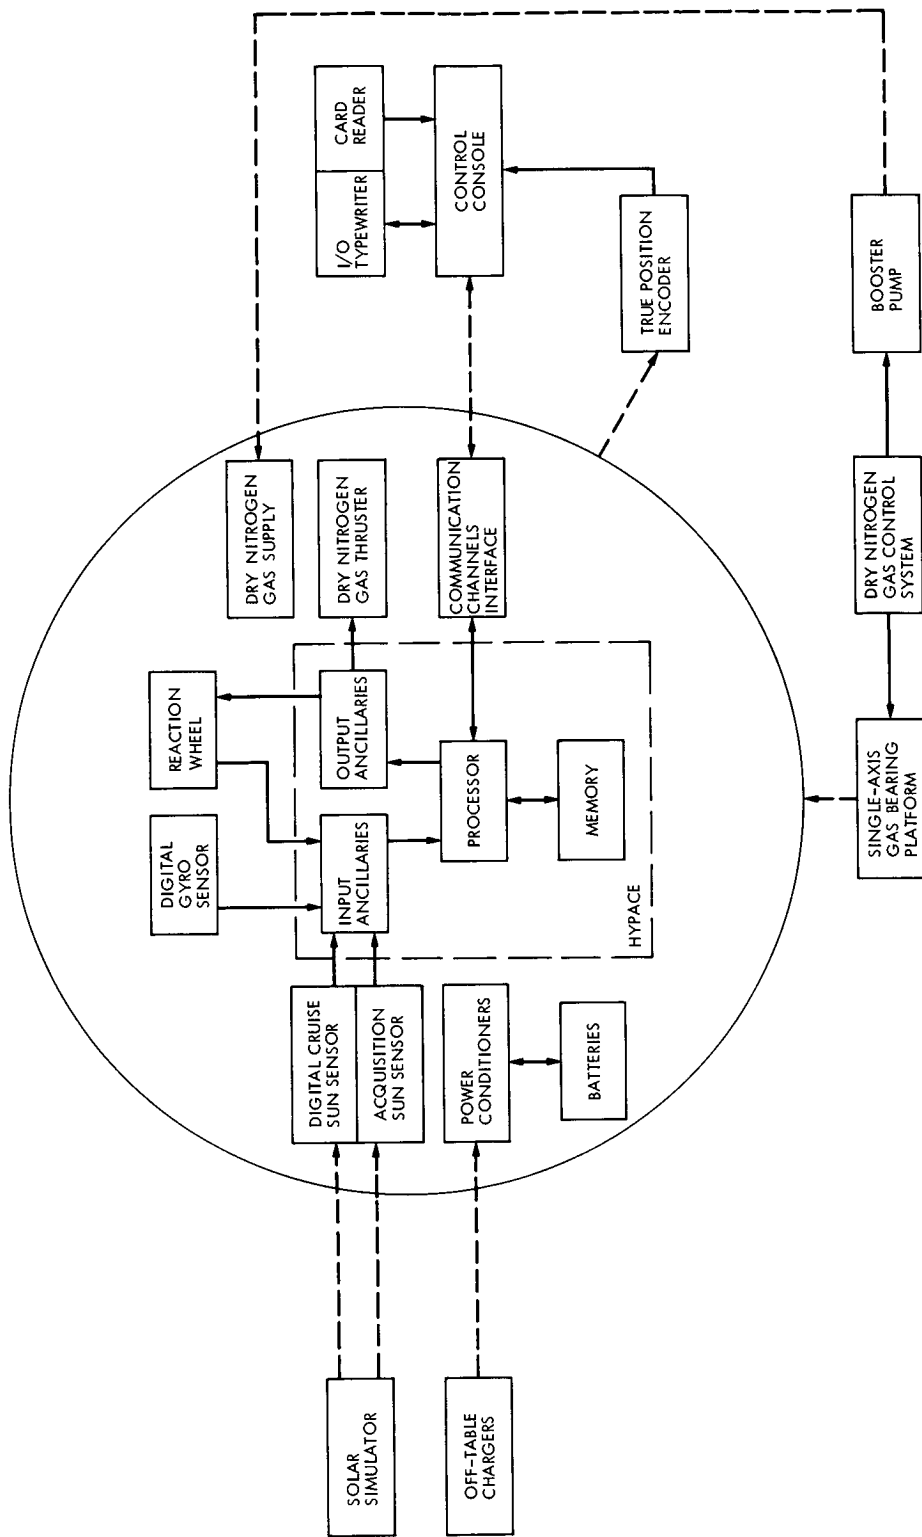 SOLAR
SIMULATOR
OFF-TABLE
CHARGERS
DIGITAL CRUISE
SUN SENSOR
ACQUISITION
SUN SENSOR
POWER
CONDITIONERS
BATTERIES
DIGITAL
GYRO
SENSOR
REACTION
WHEEL
INPUT
ANCILLARIES
OUTPUT
ANCILLARIES
PROCESSOR
MEMORY
HYPACE
DRY NITROGEN
GAS SUPPLY
DRY NITROGEN
GAS THRUSTER
COMMUNICATION
CHANNELS
INTERFACE
I/O
TYPEWRITER
CARD
READER
CONTROL
CONSOLE
TRUE POSITION
ENCODER
SINGLE-AXIS
GAS BEARING
PLATFORM
DRY NITROGEN
GAS CONTROL
SYSTEM
BOOSTER
PUMP